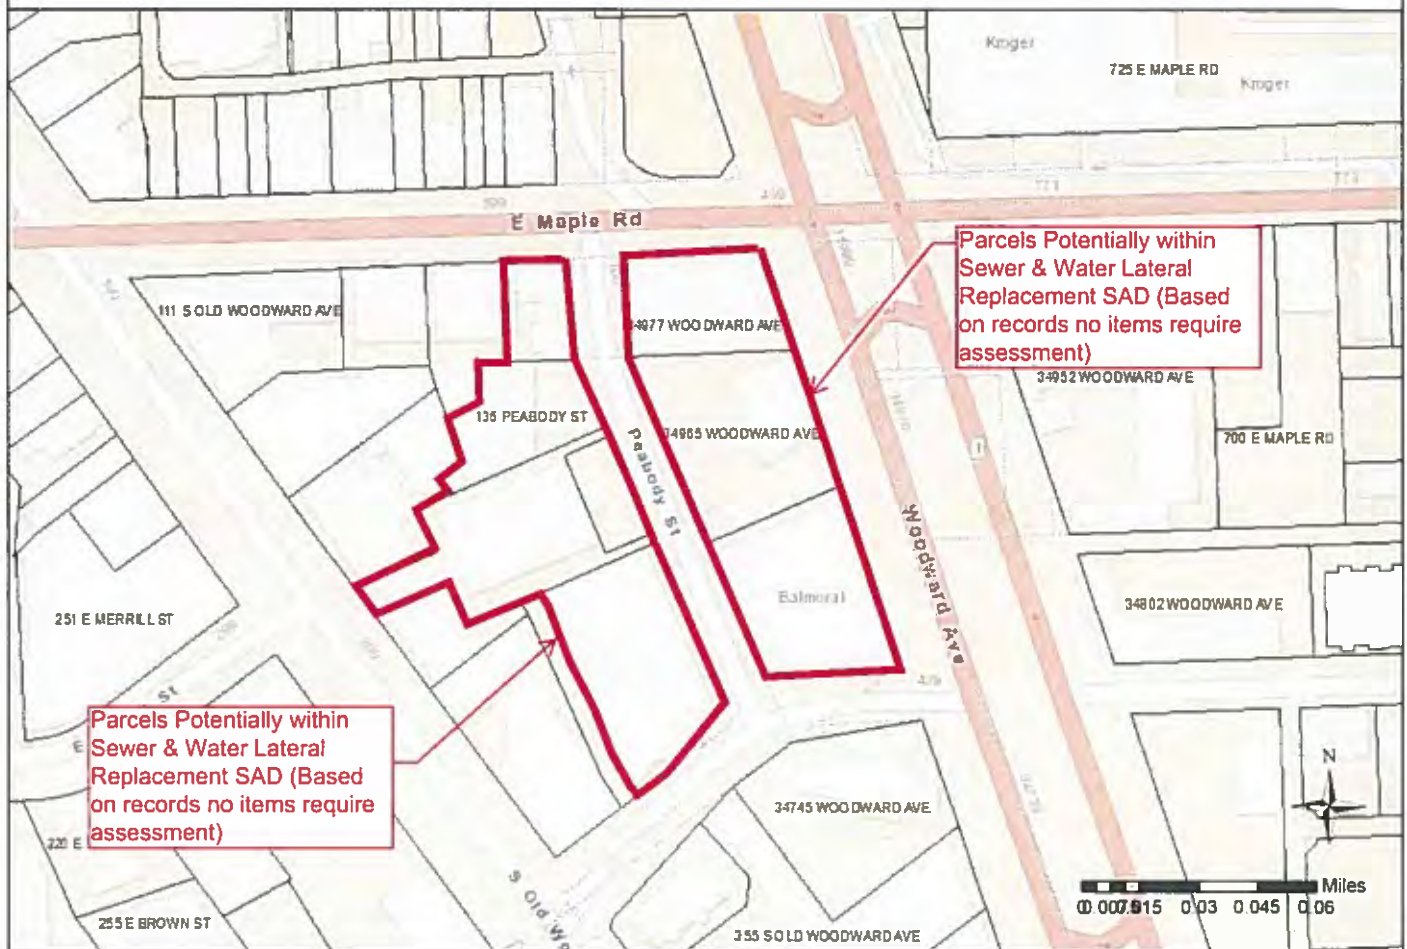 Kroger
725 E MAPLE RD
Kroger
E Maple Rd
Parcels Potentially within
Sewer & Water Lateral
Replacement SAD (Based
on records no items require
assessment)
111 S OLD WOODWARD AVE
34977 WOODWARD AVE
34952 WOODWARD AVE
135 PEABODY ST
34965 WOODWARD AVE
700 E MAPLE RD
Peabody St
Woodward Ave
Balmoral
34802 WOODWARD AVE
251 E MERRILL ST
St
E
Parcels Potentially within
Sewer & Water Lateral
Replacement SAD (Based
on records no items require
assessment)
N
34745 WOODWARD AVE
220 E
S Old Wo
Miles
0.03 0.045 0.06
255 E BROWN ST
355 S OLD WOODWARD AVE